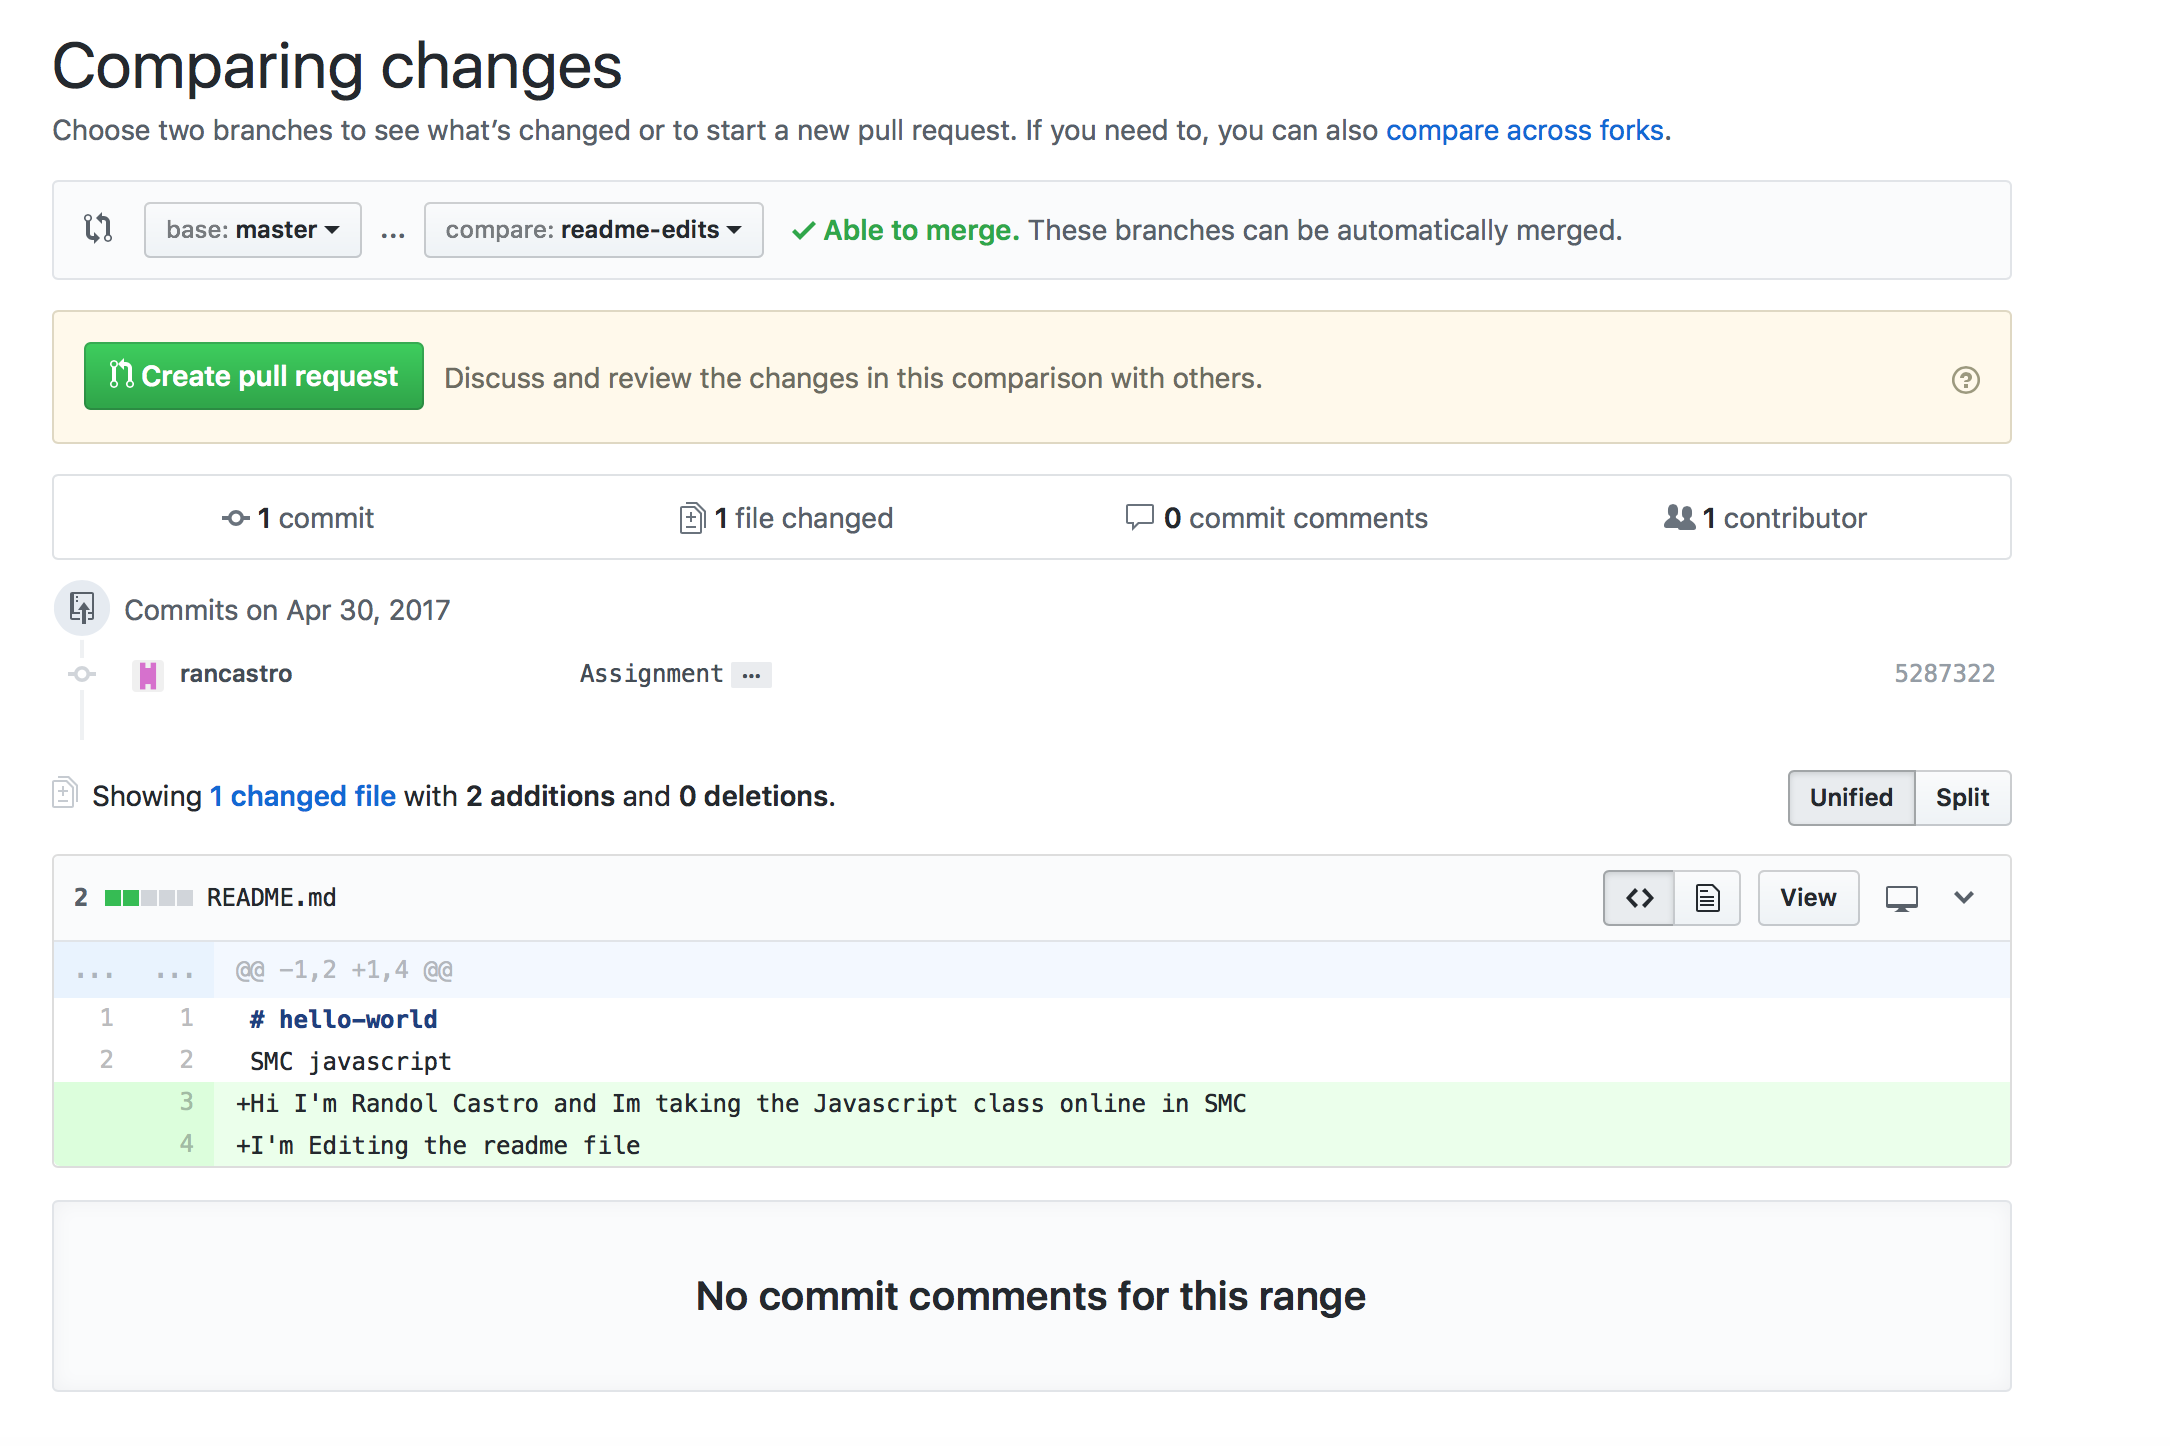 Comparing changes
Choose two branches to see what’s changed or to start a new pull request. If you need to, you can also compare across forks.
base: master ... compare: readme-edits Able to merge. These branches can be automatically merged.
Create pull request Discuss and review the changes in this comparison with others. ?
1 commit 1 file changed 0 commit comments 1 contributor
Commits on Apr 30, 2017
rancastro Assignment … 5287322
Showing 1 changed file with 2 additions and 0 deletions. Unified Split
2 README.md <> View
... ... @@ -1,2 +1,4 @@
1 1 # hello-world
2 2 SMC javascript
3 +Hi I'm Randol Castro and Im taking the Javascript class online in SMC
4 +I'm Editing the readme file
No commit comments for this range